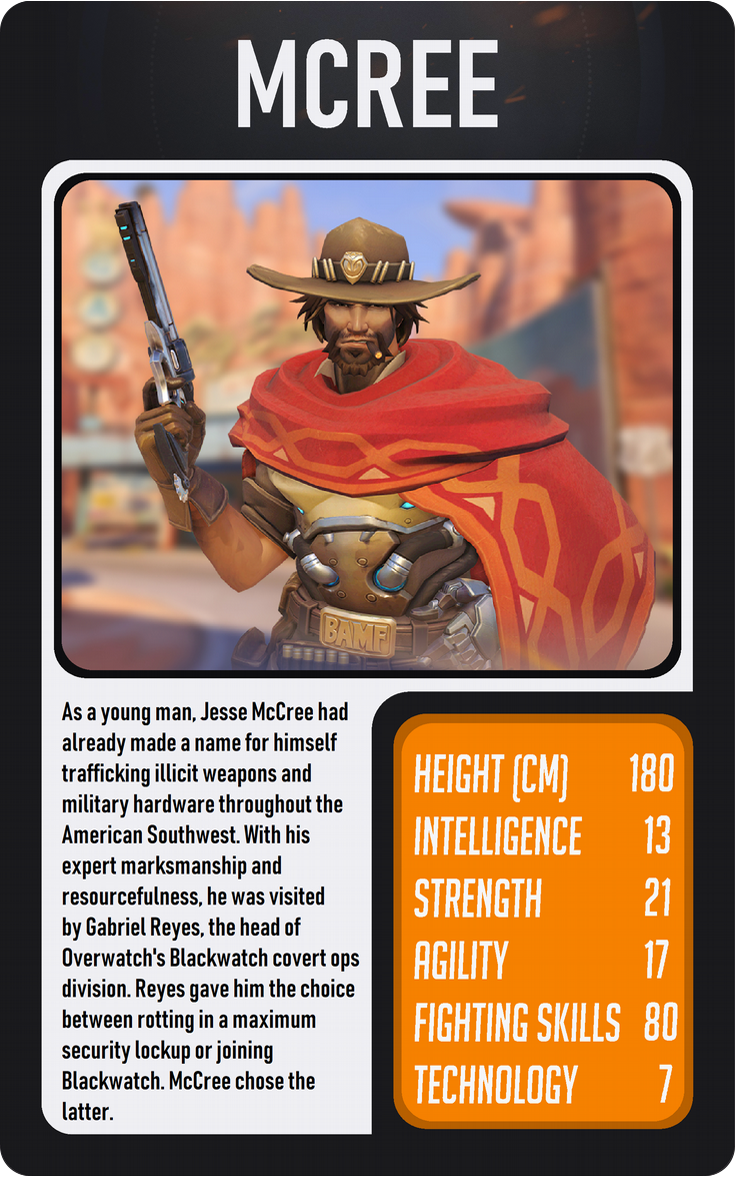 MCREE
BAMF
As a young man, Jesse McCree had
already made a name for himself
trafficking illicit weapons and
military hardware throughout the
American Southwest. With his
expert marksmanship and
resourcefulness, he was visited
by Gabriel Reyes, the head of
Overwatch's Blackwatch covert ops
division. Reyes gave him the choice
between rotting in a maximum
security lockup or joining
Blackwatch. McCree chose the
latter.
HEIGHT (CM) 180
INTELLIGENCE 13
STRENGTH 21
AGILITY 17
FIGHTING SKILLS 80
TECHNOLOGY 7